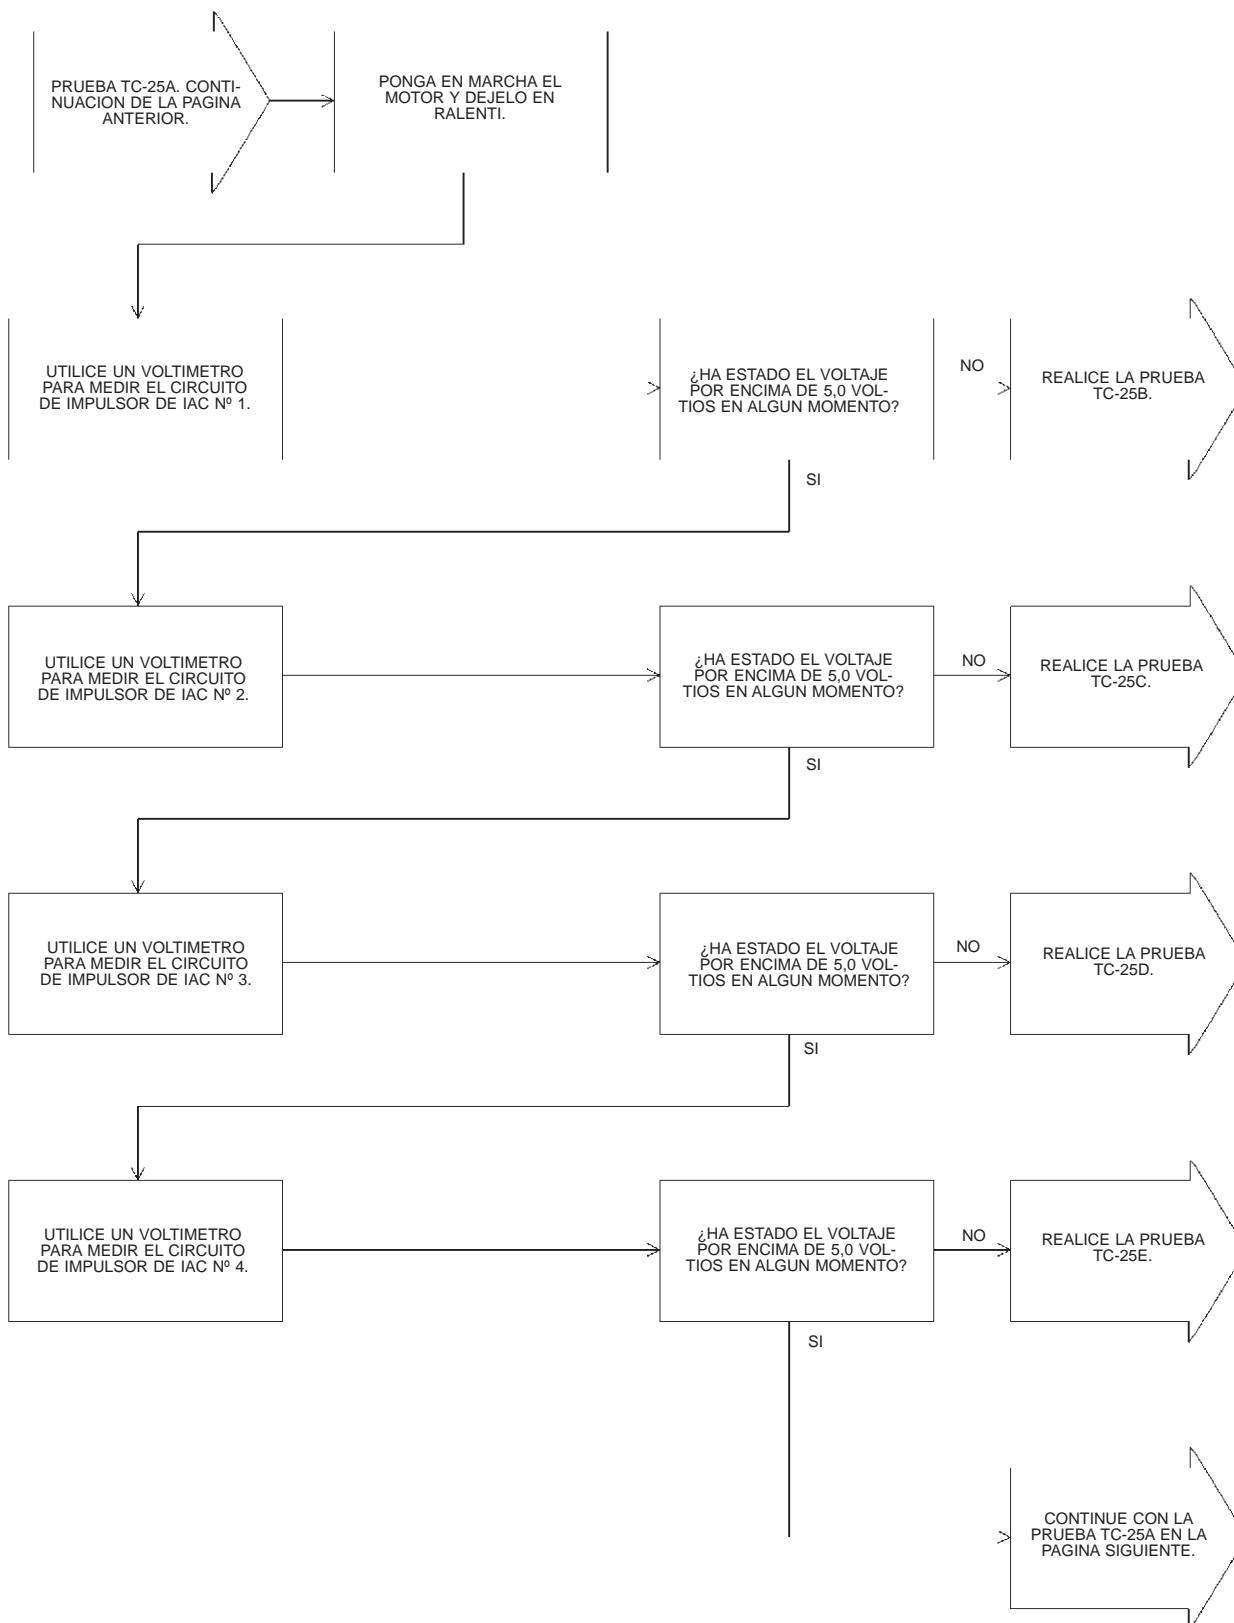 PRUEBA TC-25A. CONTI-
NUACION DE LA PAGINA
ANTERIOR.
PONGA EN MARCHA EL
MOTOR Y DEJELO EN
RALENTI.
UTILICE UN VOLTIMETRO
PARA MEDIR EL CIRCUITO
DE IMPULSOR DE IAC Nº 1.
¿HA ESTADO EL VOLTAJE
POR ENCIMA DE 5,0 VOL-
TIOS EN ALGUN MOMENTO?
NO
REALICE LA PRUEBA
TC-25B.
SI
UTILICE UN VOLTIMETRO
PARA MEDIR EL CIRCUITO
DE IMPULSOR DE IAC Nº 2.
¿HA ESTADO EL VOLTAJE
POR ENCIMA DE 5,0 VOL-
TIOS EN ALGUN MOMENTO?
NO
REALICE LA PRUEBA
TC-25C.
SI
UTILICE UN VOLTIMETRO
PARA MEDIR EL CIRCUITO
DE IMPULSOR DE IAC Nº 3.
¿HA ESTADO EL VOLTAJE
POR ENCIMA DE 5,0 VOL-
TIOS EN ALGUN MOMENTO?
NO
REALICE LA PRUEBA
TC-25D.
SI
UTILICE UN VOLTIMETRO
PARA MEDIR EL CIRCUITO
DE IMPULSOR DE IAC Nº 4.
¿HA ESTADO EL VOLTAJE
POR ENCIMA DE 5,0 VOL-
TIOS EN ALGUN MOMENTO?
NO
REALICE LA PRUEBA
TC-25E.
SI
CONTINUE CON LA
PRUEBA TC-25A EN LA
PAGINA SIGUIENTE.